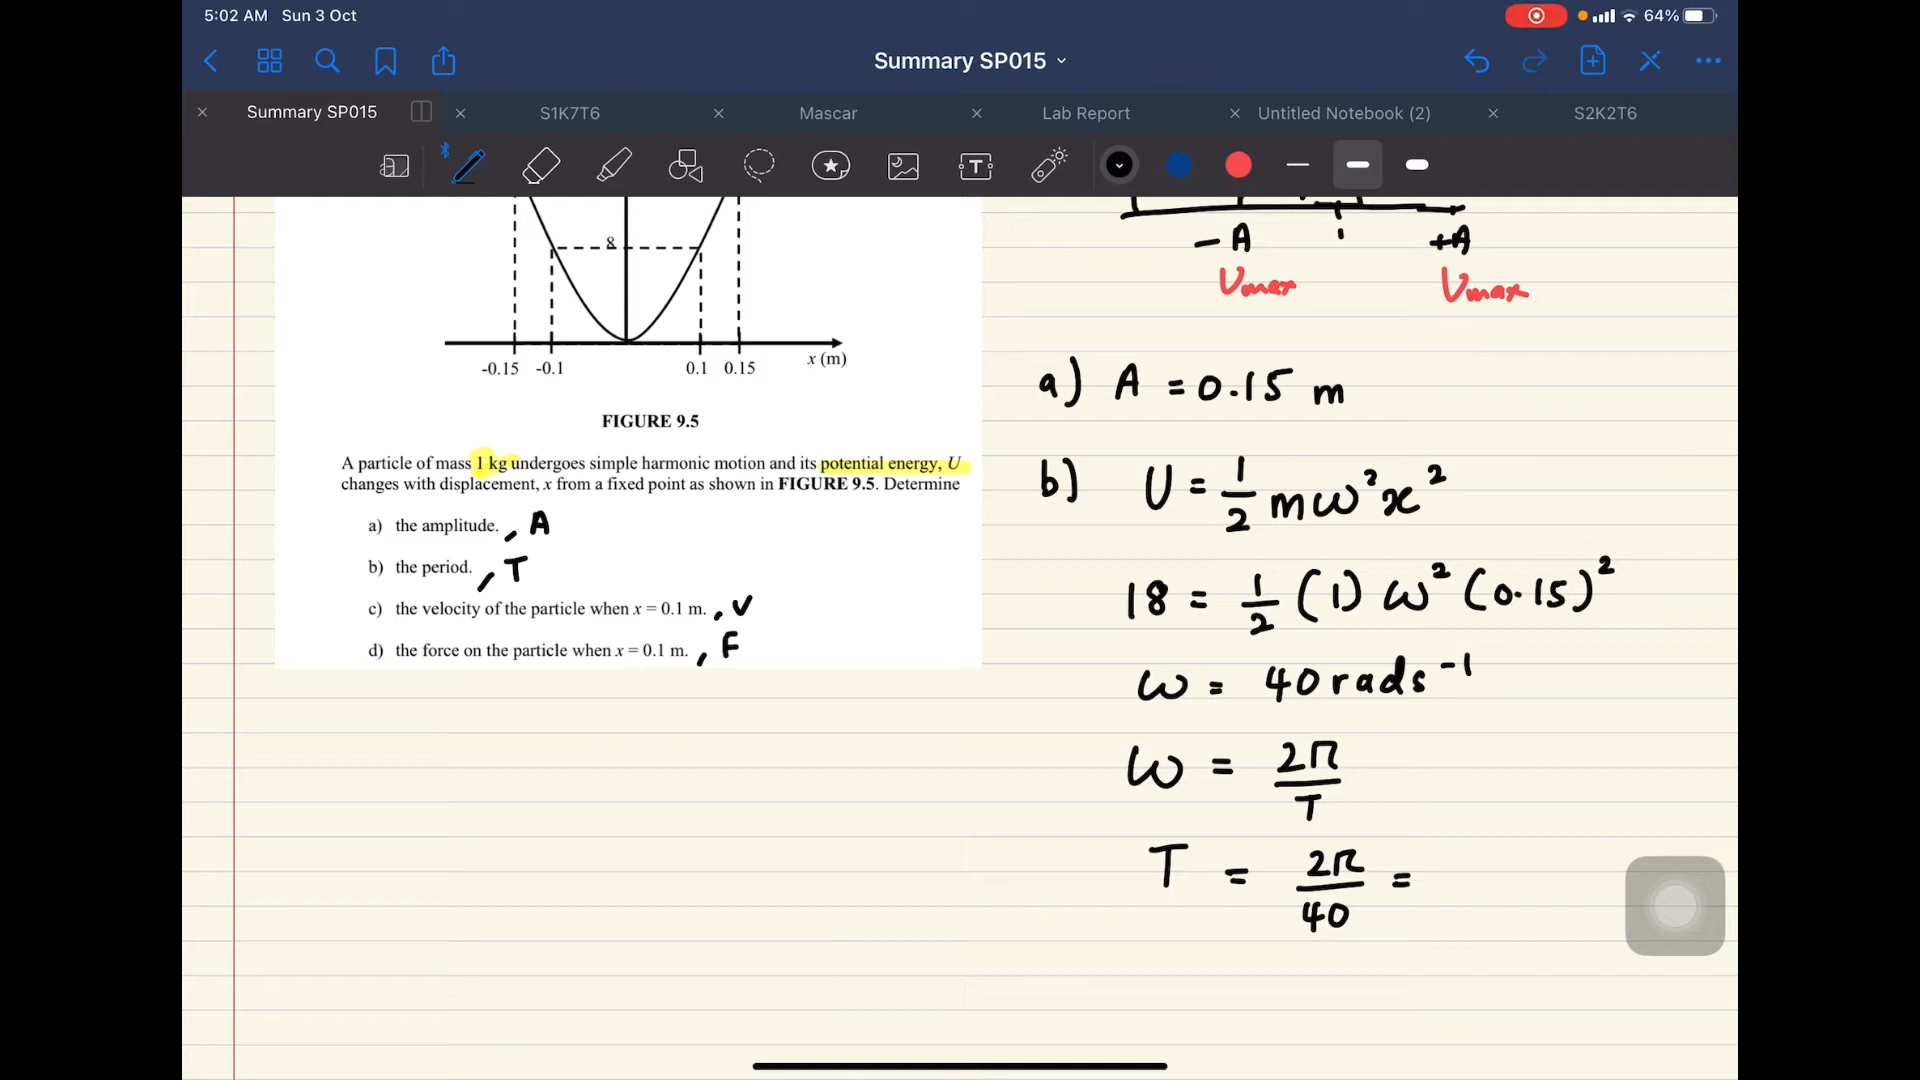 5:02 AM Sun 3 Oct
64%
Summary SP015
Summary SP015
S1K7T6
Mascar
Lab Report
Untitled Notebook (2)
S2K2T6
8
-0.15 -0.1 0.1 0.15 x (m)
FIGURE 9.5
A particle of mass 1 kg undergoes simple harmonic motion and its potential energy, U
changes with displacement, x from a fixed point as shown in FIGURE 9.5. Determine
a) the amplitude. , A
b) the period. , T
c) the velocity of the particle when x = 0.1 m. , v
d) the force on the particle when x = 0.1 m. , F
-A +A
Umax Umax
a) A = 0.15 m
b) U = 1/2 mω²x²
18 = 1/2 (1) ω² (0.15)²
ω = 40 rads⁻¹
ω = 2π/T
T = 2π/40 =